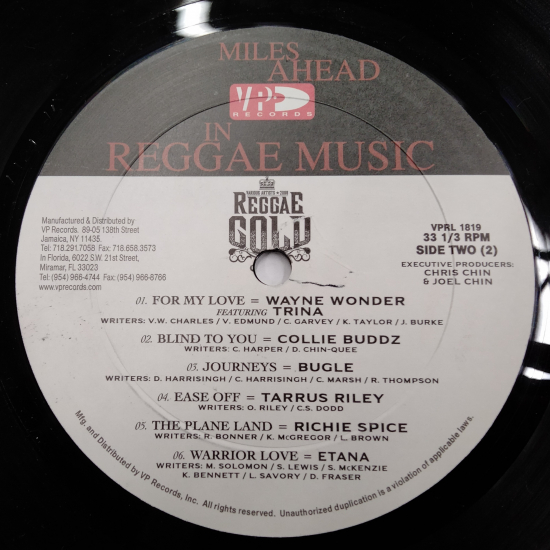 MILES
AHEAD
VP
RECORDS
IN
REGGAE MUSIC
VARIOUS ARTISTS • 2008
REGGAE
GOLD
Manufactured & Distributed by
VP Records. 89-05 138th Street
Jamaica, NY 11435.
Tel: 718.291.7058 Fax: 718.658.3573
In Florida, 6022 S.W. 21st Street,
Miramar, FL 33023
Tel: (954) 966-4744 Fax: (954) 966-8766
www.vprecords.com
VPRL 1819
33 1/3 RPM
SIDE TWO (2)
EXECUTIVE PRODUCERS:
CHRIS CHIN
& JOEL CHIN
01. FOR MY LOVE = WAYNE WONDER
FEATURING TRINA
WRITERS: V.W. CHARLES / V. EDMUND / C. GARVEY / K. TAYLOR / J. BURKE
02. BLIND TO YOU = COLLIE BUDDZ
WRITERS: C. HARPER / D. CHIN-QUEE
03. JOURNEYS = BUGLE
WRITERS: D. HARRISINGH / C. HARRISINGH / C. MARSH / R. THOMPSON
04. EASE OFF = TARRUS RILEY
WRITERS: O. RILEY / C.S. DODD
05. THE PLANE LAND = RICHIE SPICE
WRITERS: R. BONNER / K. McGREGOR / L. BROWN
06. WARRIOR LOVE = ETANA
WRITERS: M. SOLOMON / S. LEWIS / S. McKENZIE
K. BENNETT / L. SAVORY / D. FRASER
Mfg. and Distributed by VP Records, Inc. All rights reserved. Unauthorized duplication is a violation of applicable laws.